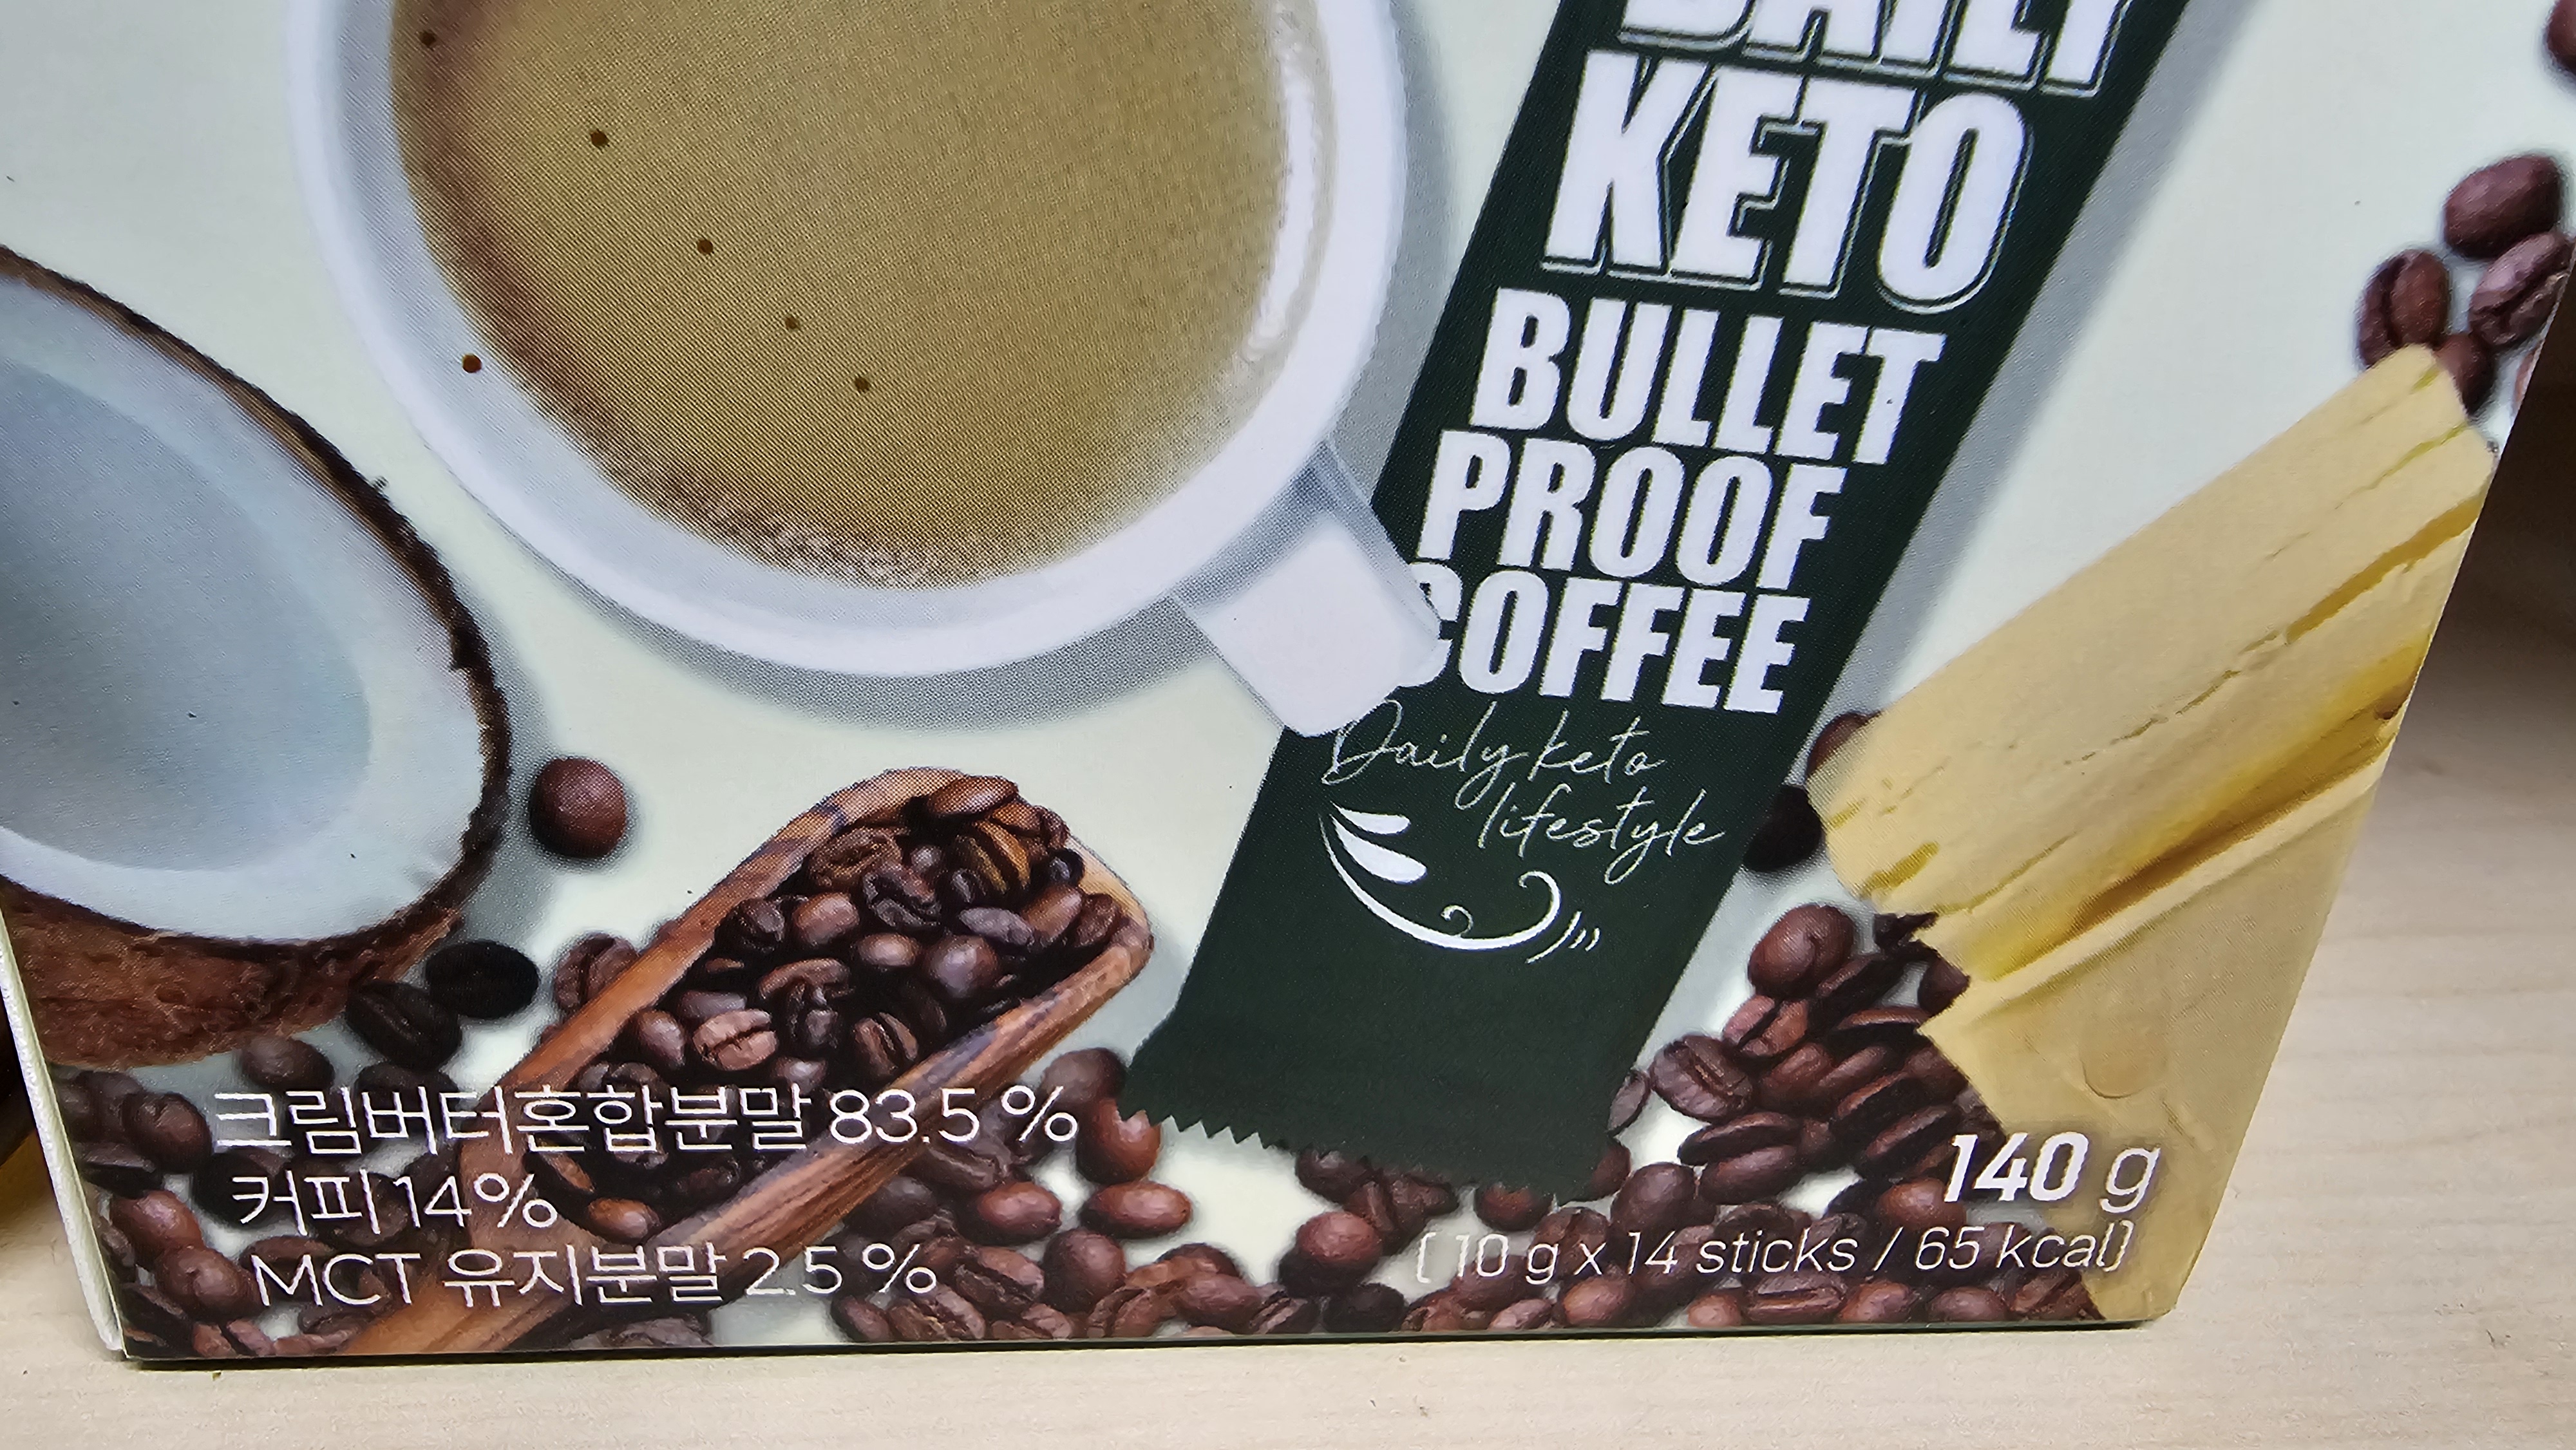 DAILY
KETO
BULLET
PROOF
COFFEE
Daily keto
lifestyle
크림버터혼합분말 83.5 %
커피 14%
MCT 유지분말 2.5 %
140 g
[ 10 g x 14 sticks / 65 kcal]